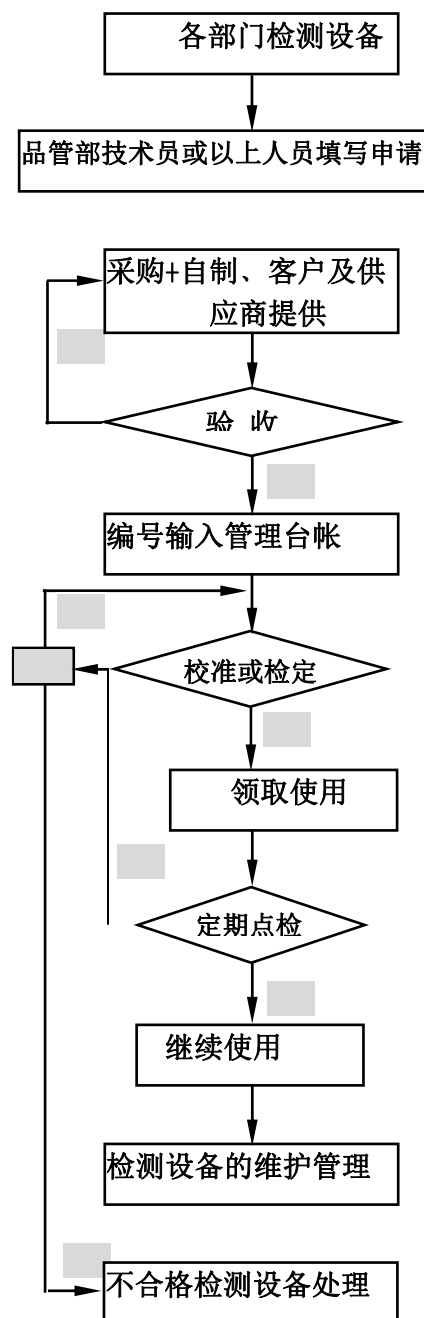 各部门检测设备
品管部技术员或以上人员填写申请
采购+自制、客户及供
应商提供
验 收
编号输入管理台帐
校准或检定
领取使用
定期点检
继续使用
检测设备的维护管理
不合格检测设备处理